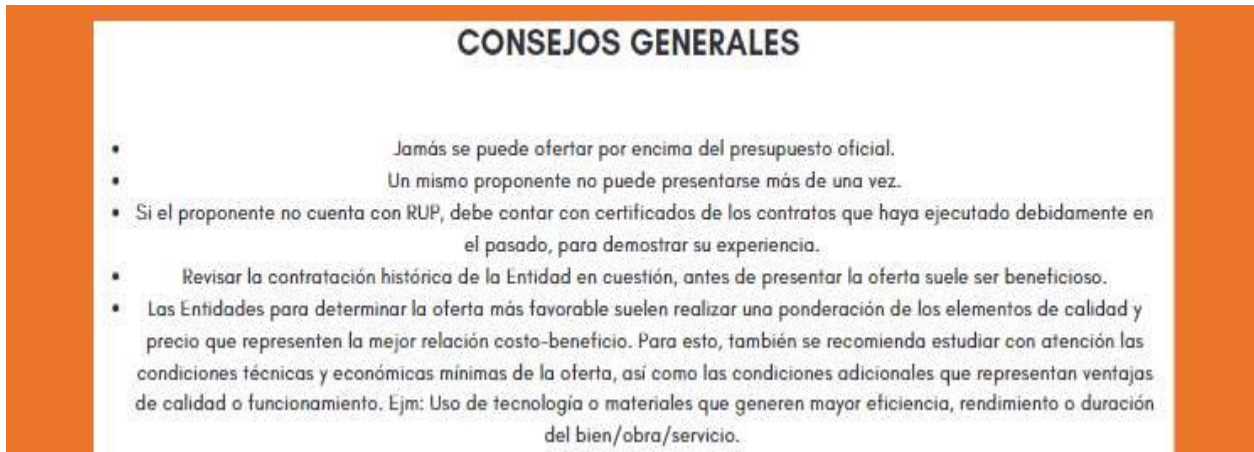 CONSEJOS GENERALES
• Jamás se puede ofertar por encima del presupuesto oficial.
• Un mismo proponente no puede presentarse más de una vez.
• Si el proponente no cuenta con RUP, debe contar con certificados de los contratos que haya ejecutado debidamente en
el pasado, para demostrar su experiencia.
• Revisar la contratación histórica de la Entidad en cuestión, antes de presentar la oferta suele ser beneficioso.
• Las Entidades para determinar la oferta más favorable suelen realizar una ponderación de los elementos de calidad y
precio que representen la mejor relación costo-beneficio. Para esto, también se recomienda estudiar con atención las
condiciones técnicas y económicas mínimas de la oferta, así como las condiciones adicionales que representan ventajas
de calidad o funcionamiento. Ejm: Uso de tecnología o materiales que generen mayor eficiencia, rendimiento o duración
del bien/obra/servicio.